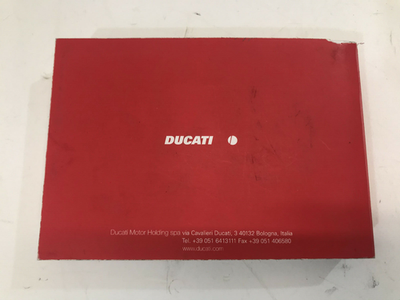 DUCATI
Ducati Motor Holding spa via Cavalieri Ducati, 3 40132 Bologna, Italia
Tel. +39 051 6413111 Fax +39 051 406580
www.ducati.com